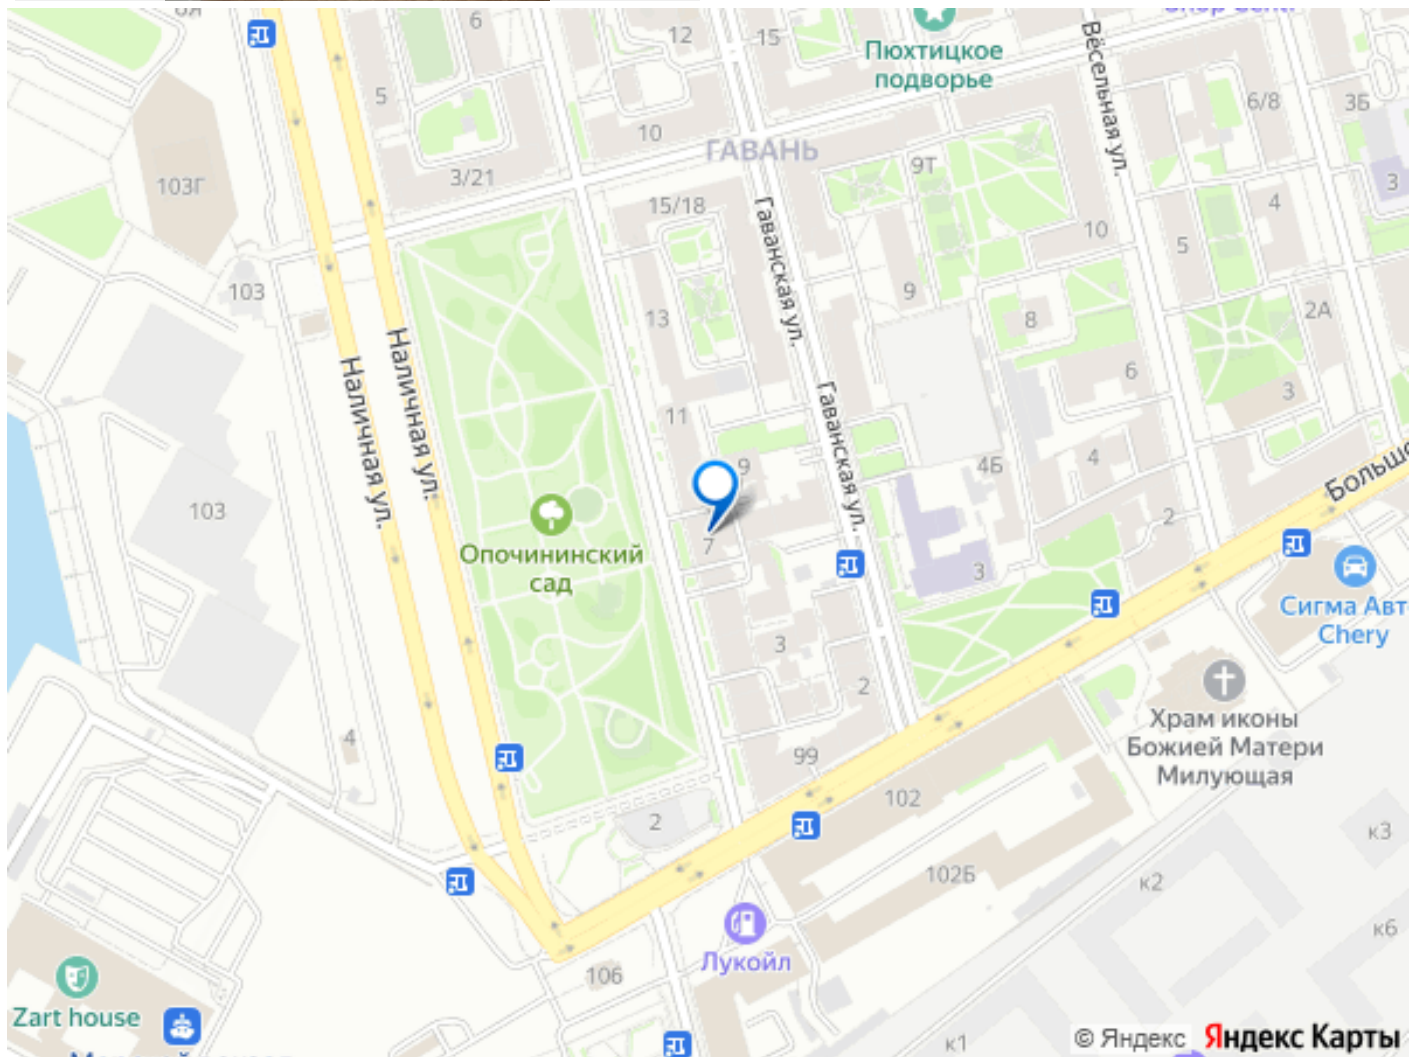 6
12
15
Пюхтицкое
подворье
Вёсельная ул.
6/8
3Б
5
10
ГАВАНЬ
9Т
103Г
3/21
15/18
3
4
10
5
Гаванская ул.
103
9
13
8
2А
Наличная ул.
Наличная ул.
6
3
11
Гаванская ул.
9
4Б
4
Большо
103
2
7
Опочининский
сад
3
Сигма Авт
Chery
3
2
Храм иконы
Божией Матери
Милующая
4
99
102
2
к3
102Б
к2
к6
Лукойл
106
Zart house
к1
© Яндекс
Яндекс Карты